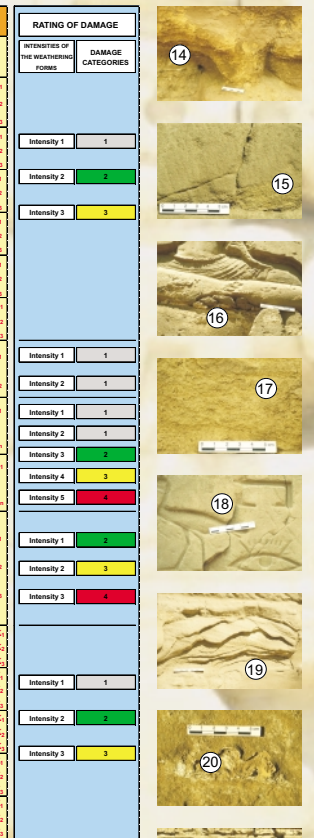 RATING OF DAMAGE
INTENSITIES OF THE WEATHERING FORMS
DAMAGE CATEGORIES
Intensity 1 1
Intensity 2 2
Intensity 3 3
Intensity 1 1
Intensity 2 1
Intensity 1 1
Intensity 2 1
Intensity 3 2
Intensity 4 3
Intensity 5 4
Intensity 1 2
Intensity 2 3
Intensity 3 4
Intensity 1 1
Intensity 2 2
Intensity 3 3
14
15
16
17
18
19
20